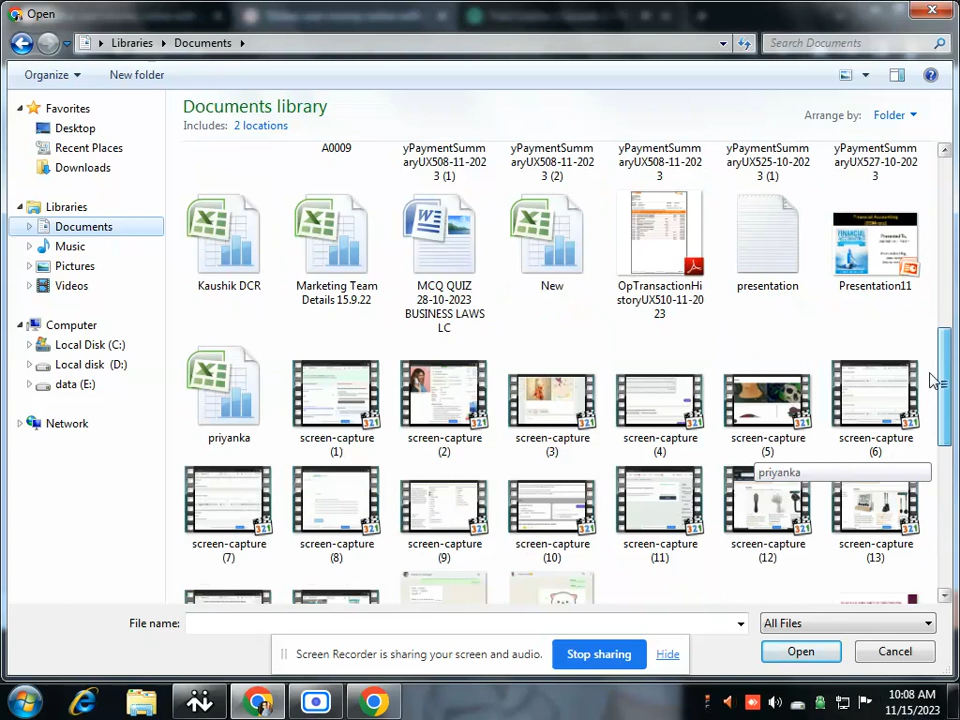 Open
Libraries
Documents
Search Documents
Organize
New folder
Favorites
Desktop
Recent Places
Downloads
Libraries
Documents
Music
Pictures
Videos
Computer
Local Disk (C:)
Local disk (D:)
data (E:)
Network
Documents library
Includes: 2 locations
Arrange by: Folder
A0009
yPaymentSumm
aryUX508-11-202
3 (1)
yPaymentSumm
aryUX508-11-202
3 (2)
yPaymentSumm
aryUX508-11-202
3
yPaymentSumm
aryUX525-10-202
3 (1)
yPaymentSumm
aryUX527-10-202
3
Kaushik DCR
Marketing Team
Details 15.9.22
MCQ QUIZ
28-10-2023
BUSINESS LAWS
LC
New
OpTransactionHi
storyUX510-11-20
23
presentation
Presentation11
priyanka
screen-capture
(1)
screen-capture
(2)
screen-capture
(3)
screen-capture
(4)
screen-capture
(5)
screen-capture
(6)
priyanka
screen-capture
(7)
screen-capture
(8)
screen-capture
(9)
screen-capture
(10)
screen-capture
(11)
screen-capture
(12)
screen-capture
(13)
File name:
All Files
Screen Recorder is sharing your screen and audio.
Stop sharing
Hide
Open
Cancel
10:08 AM
11/15/2023